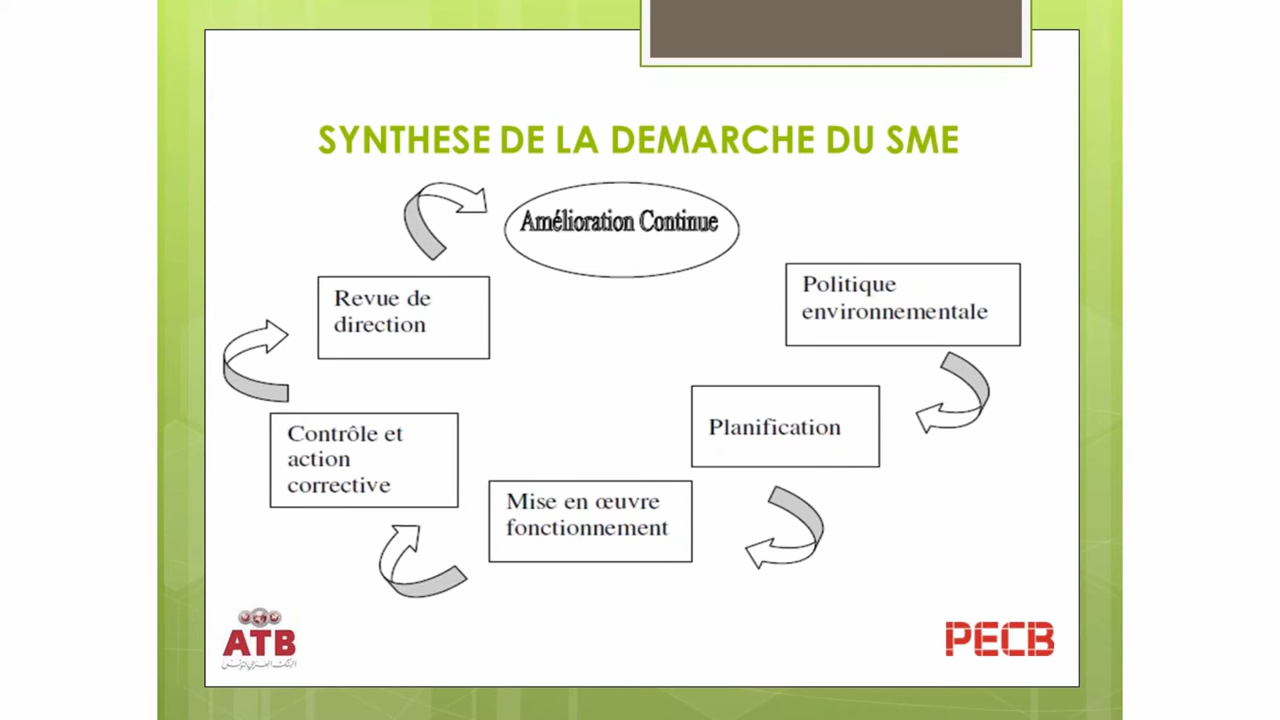 SYNTHESE DE LA DEMARCHE DU SME
Amélioration Continue
Politique
environnementale
Revue de
direction
Planification
Contrôle et
action
corrective
Mise en œuvre
fonctionnement
ATB
PECB